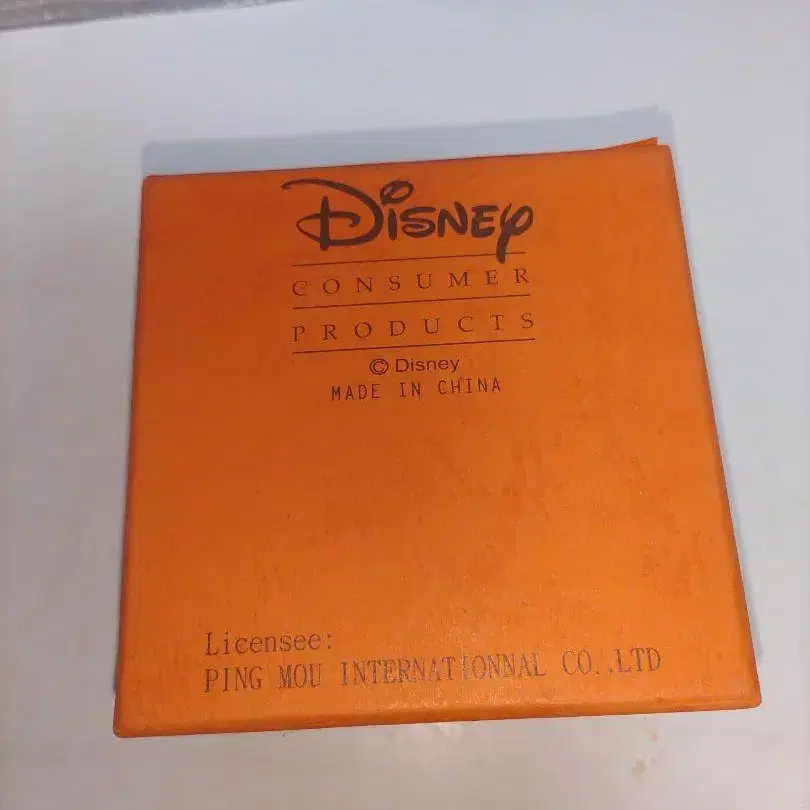 Disney
CONSUMER
PRODUCTS
© Disney
MADE IN CHINA
Licensee:
PING MOU INTERNATIONNAL CO.,LTD